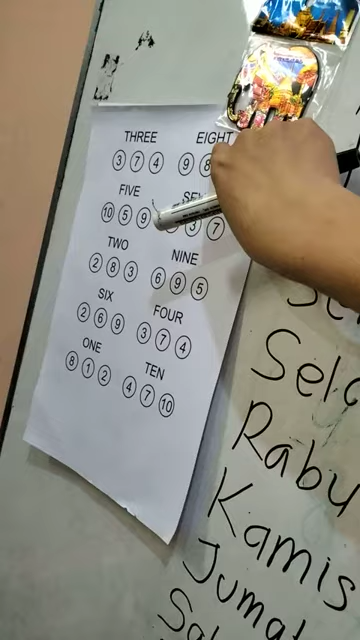 THREE EIGHT
3 7 4 9 8
FIVE
10 5 9 3 7
TWO NINE
2 8 3 6 9 5
SIX FOUR
2 6 9 3 7 4
ONE TEN
8 1 2 4 7 10
Rabu
Kamis